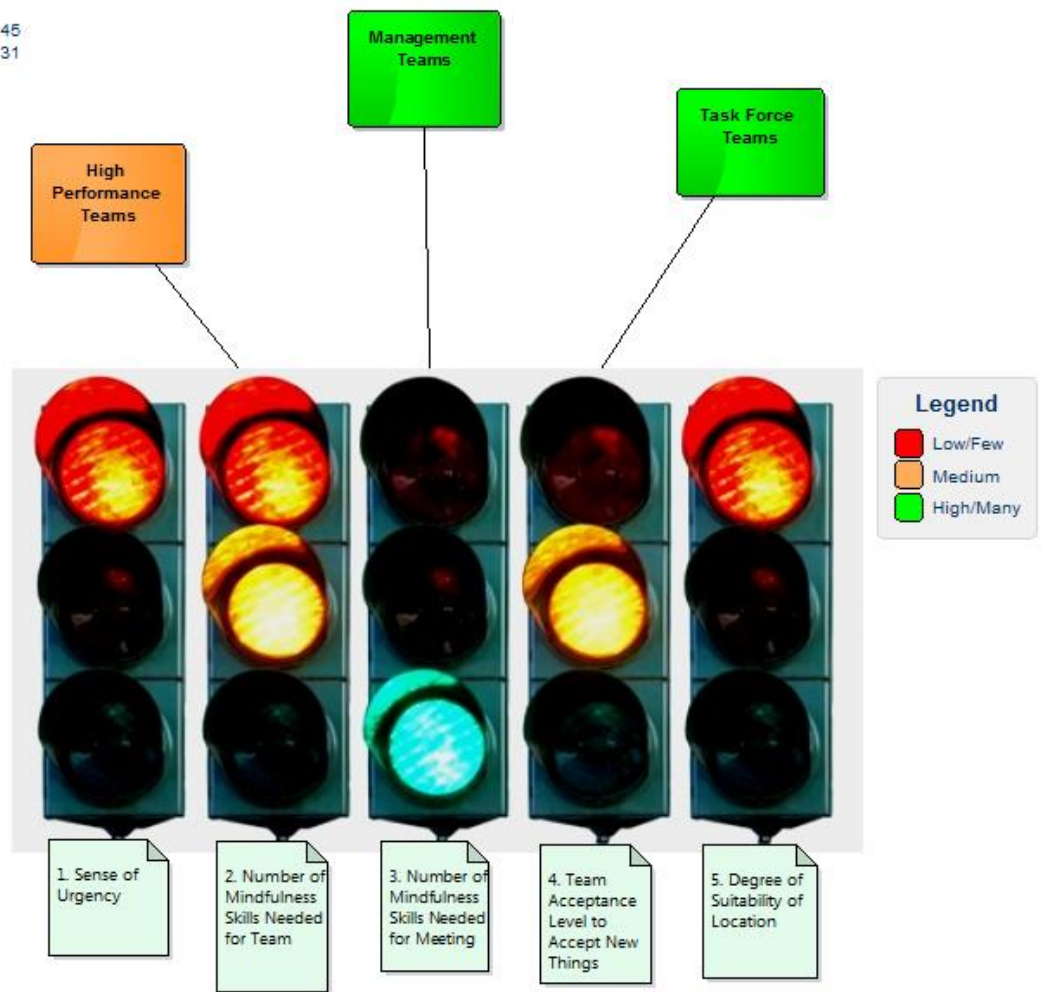 45
31
Management
Teams
Task Force
Teams
High
Performance
Teams
Legend
Low/Few
Medium
High/Many
1. Sense of
Urgency
2. Number of
Mindfulness
Skills Needed
for Team
3. Number of
Mindfulness
Skills Needed
for Meeting
4. Team
Acceptance
Level to
Accept New
Things
5. Degree of
Suitability of
Location